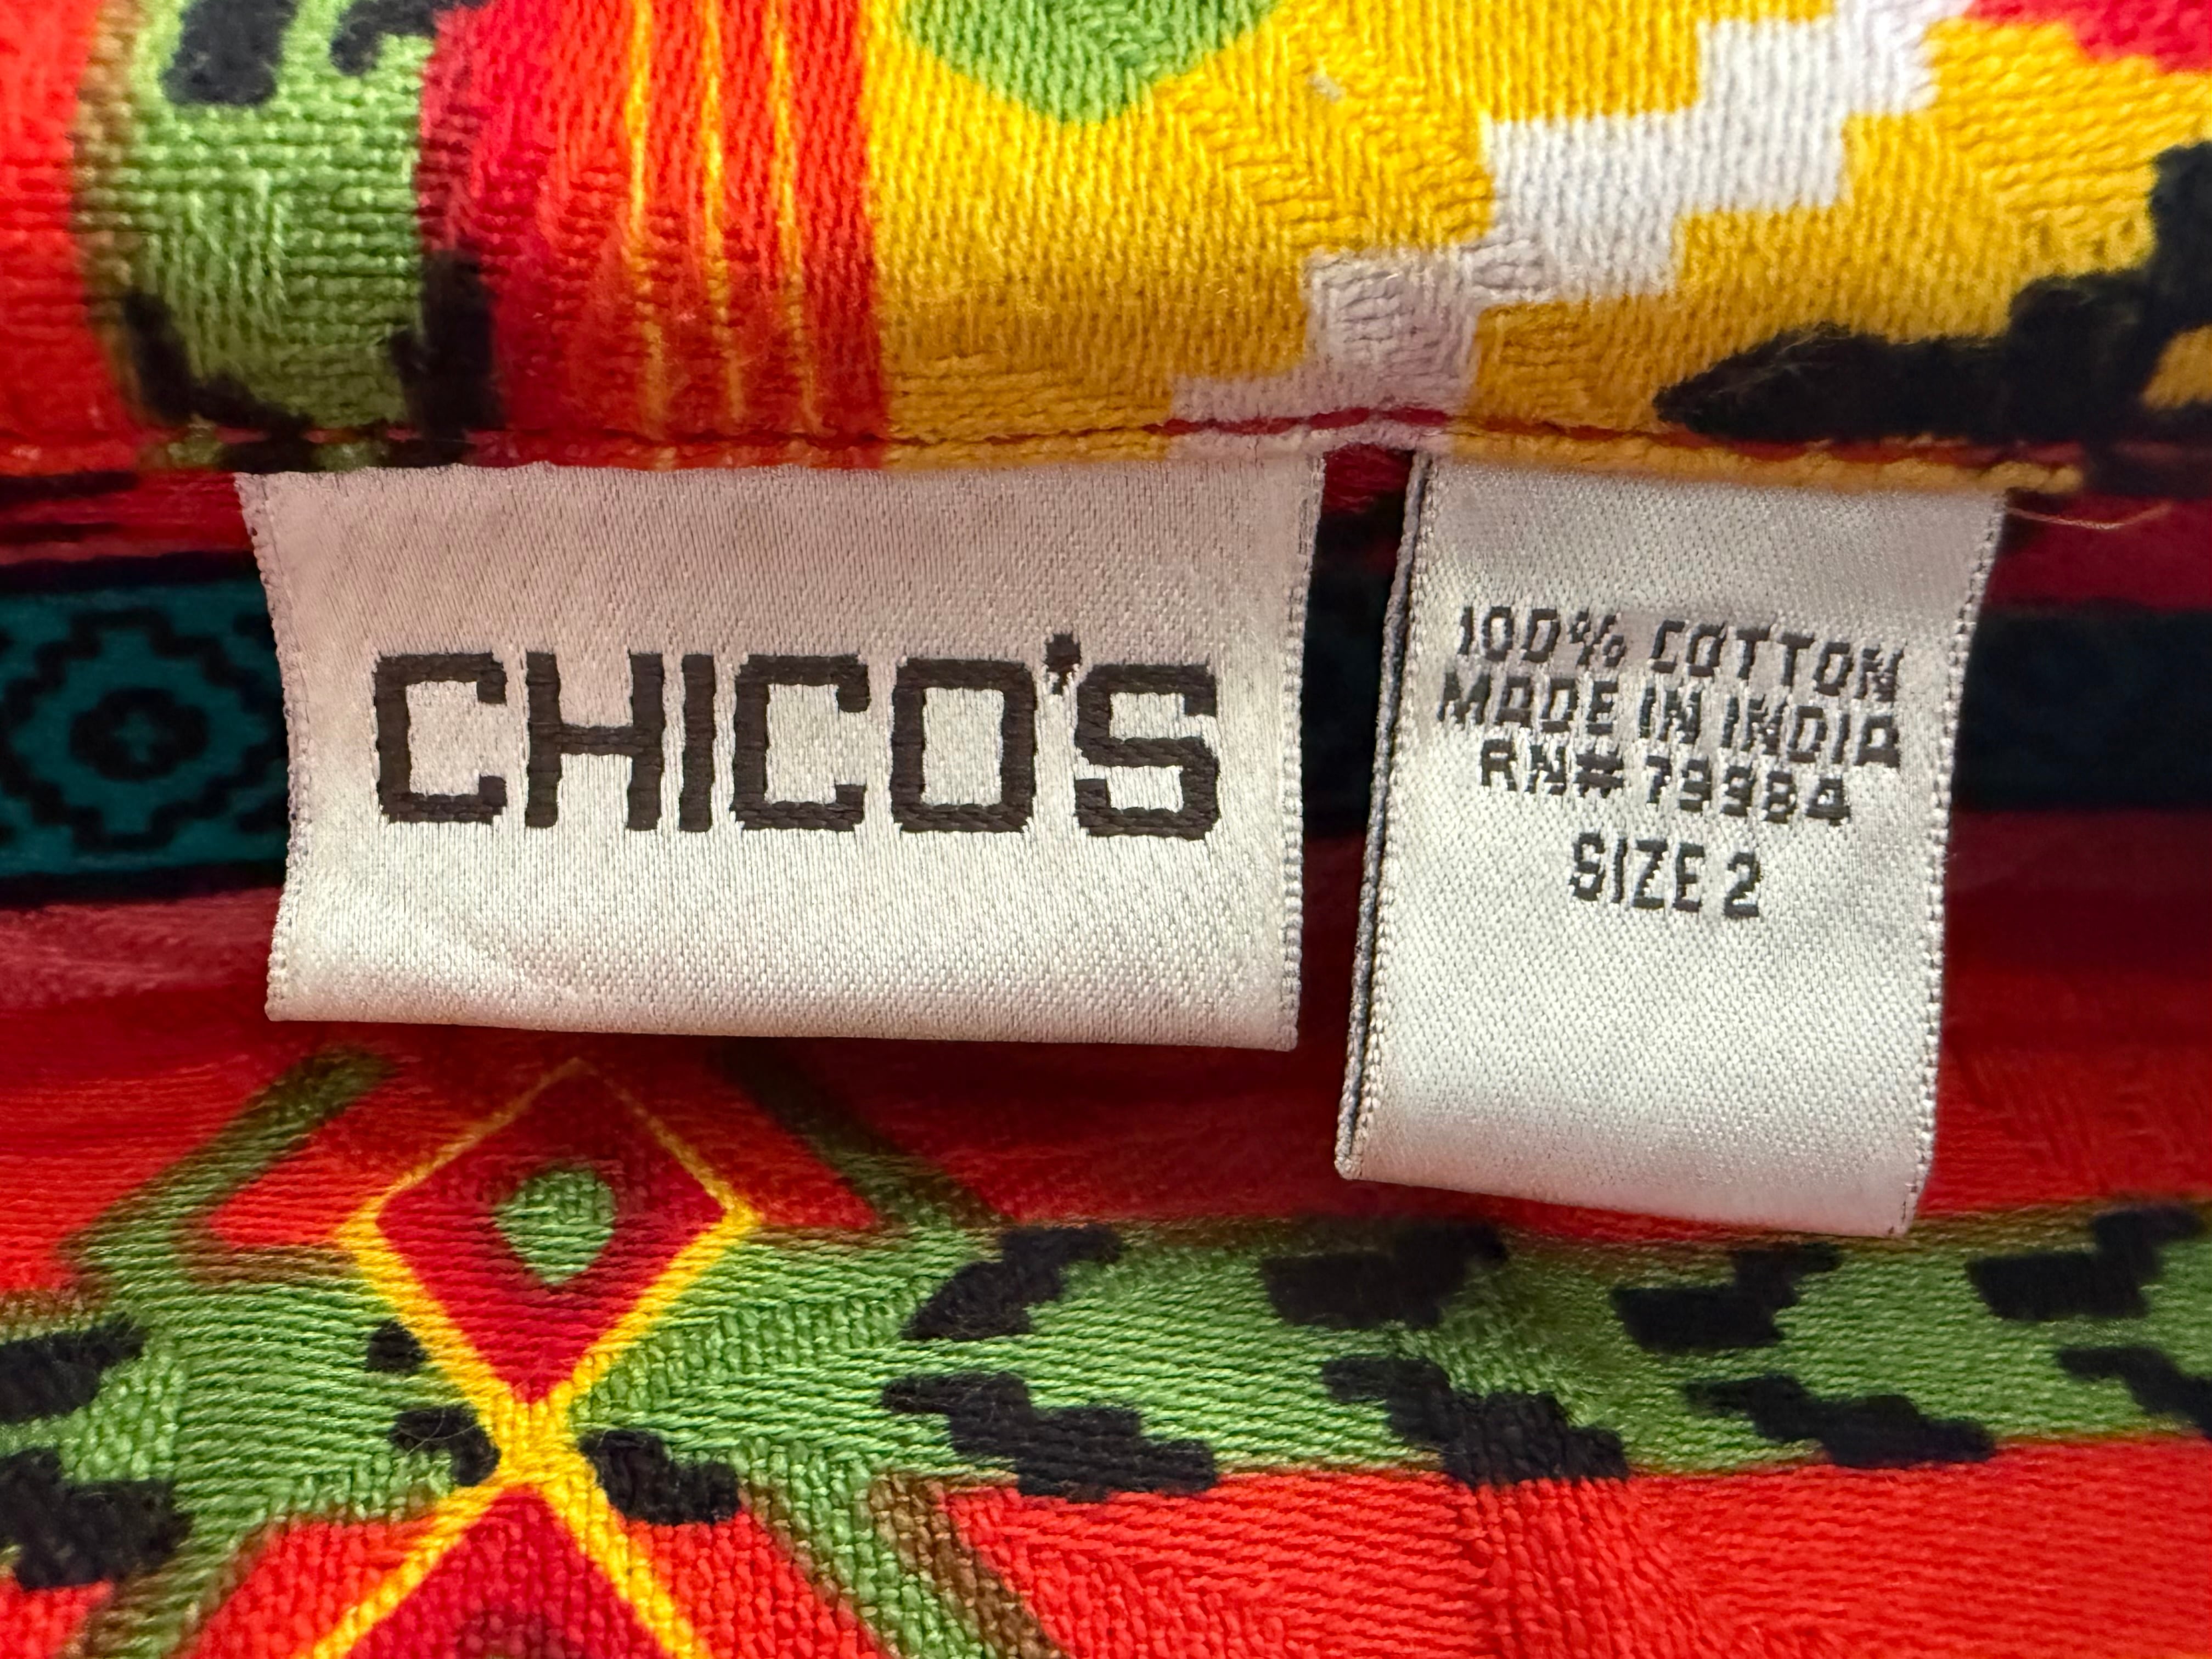 CHICO'S
100% COTTON
MADE IN INDIA
RN# 79984
SIZE 2